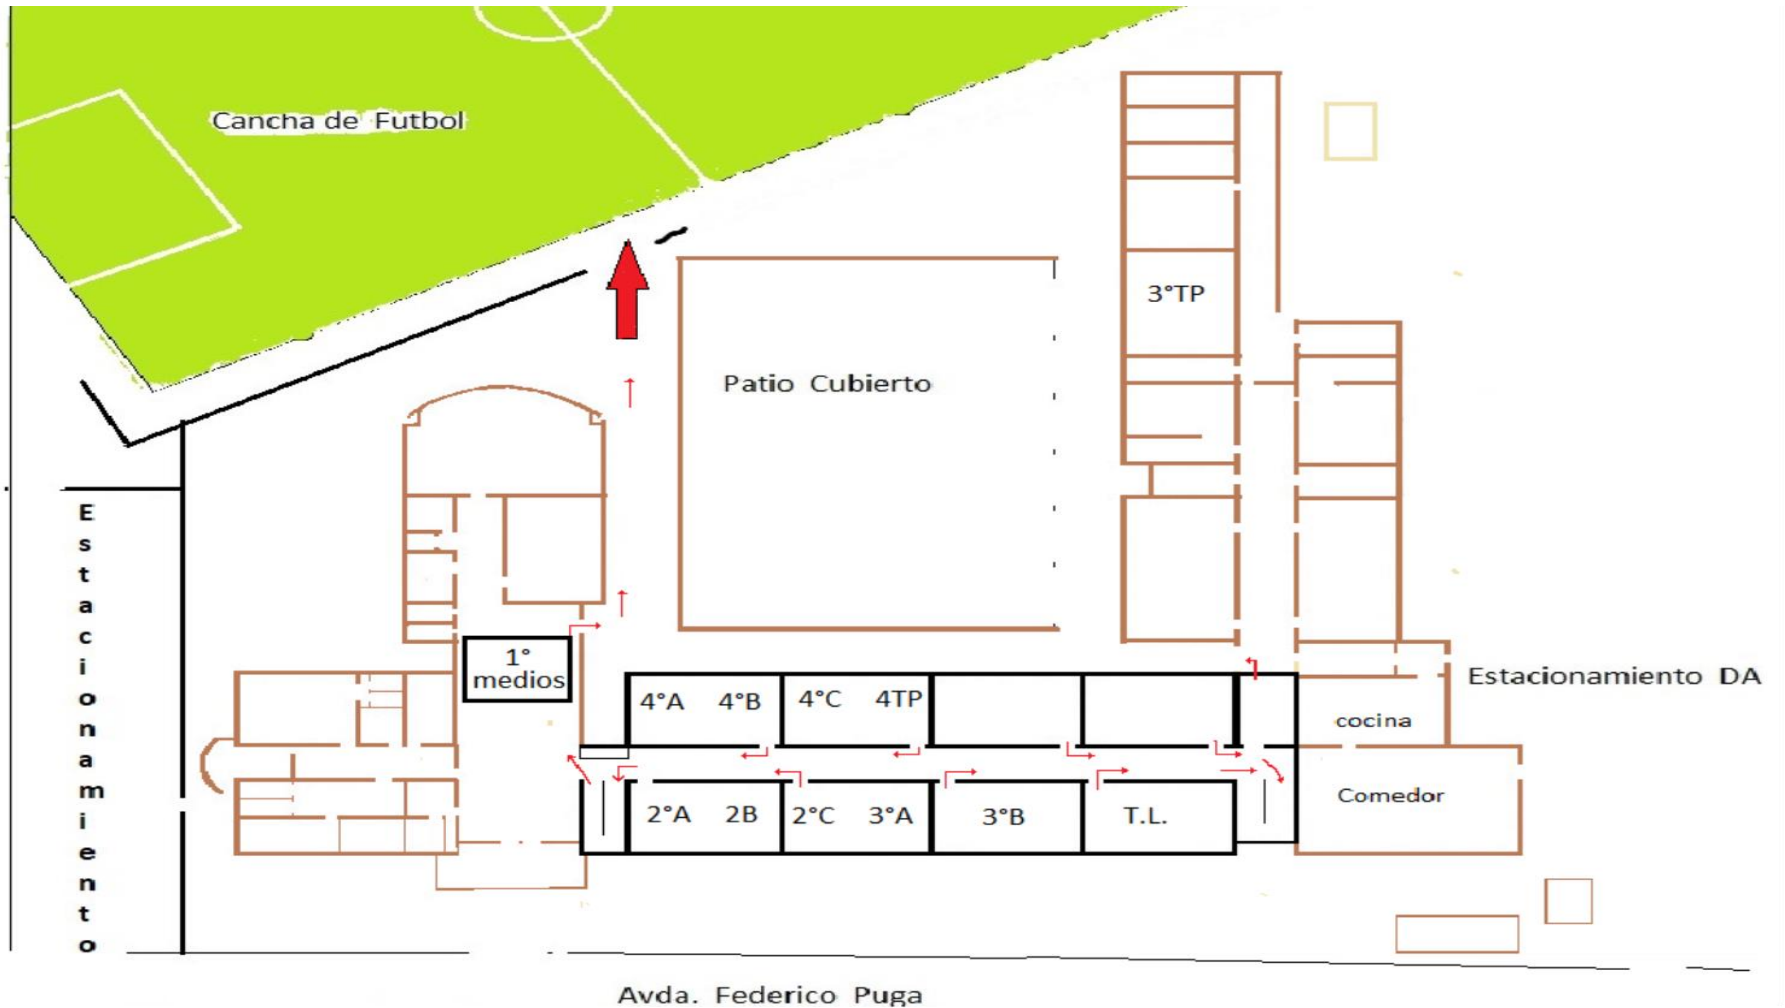 Cancha de Futbol
3°TP
Patio Cubierto
Estacionamiento
1°
medios
4°A 4°B 4°C 4TP
Estacionamiento DA
cocina
2°A 2B 2°C 3°A 3°B T.L.
Comedor
Avda. Federico Puga